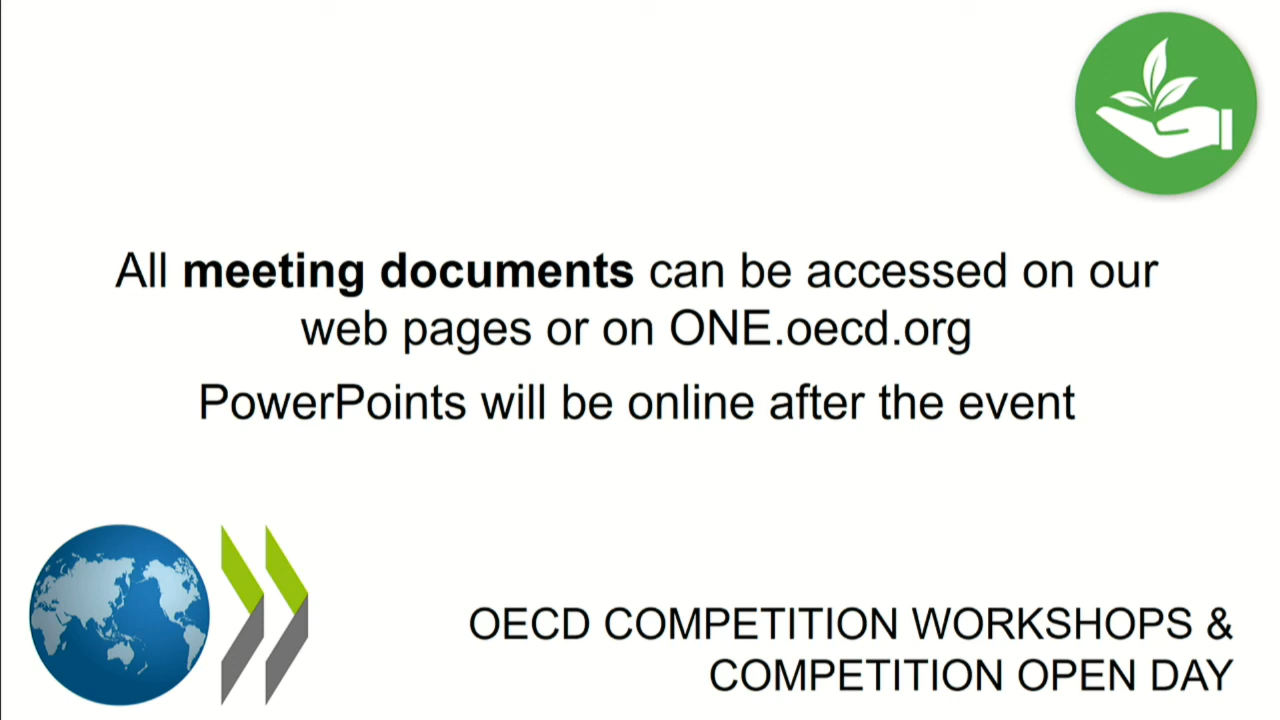 All meeting documents can be accessed on our
web pages or on ONE.oecd.org
PowerPoints will be online after the event
OECD COMPETITION WORKSHOPS &
COMPETITION OPEN DAY